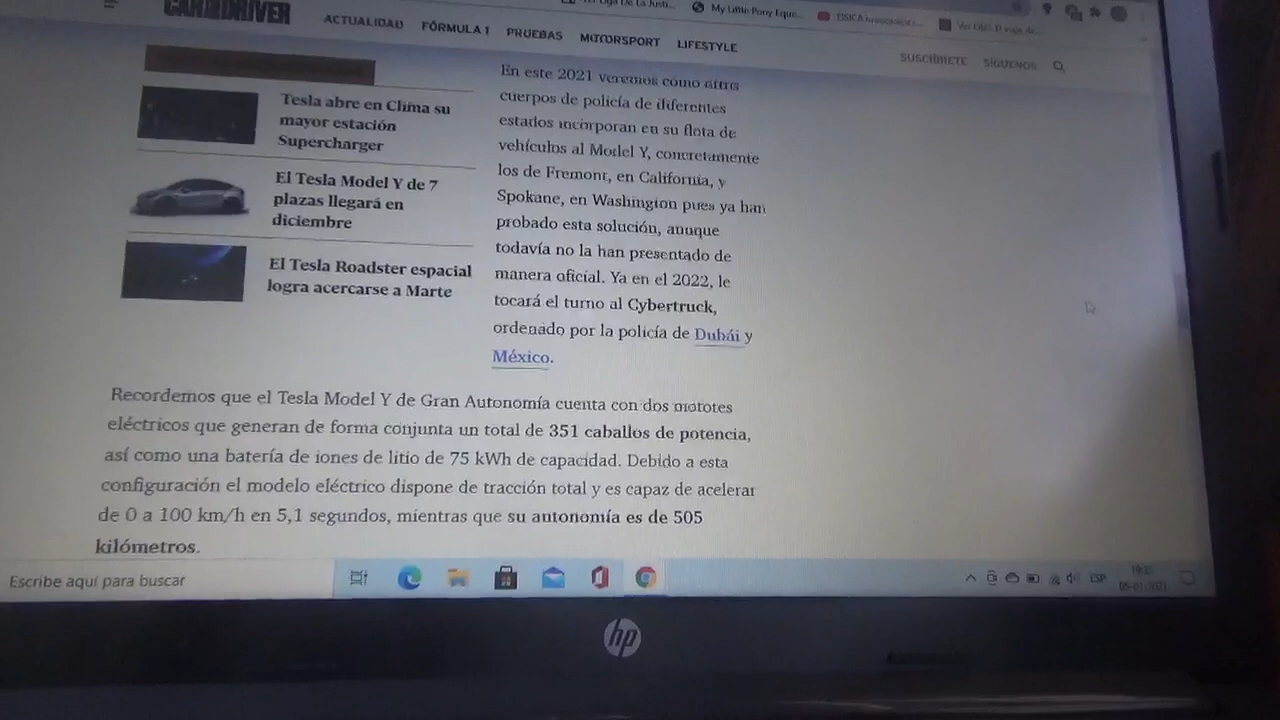 CAR AND DRIVER
ACTUALIDAD
FÓRMULA 1
PRUEBAS
MOTORSPORT
LIFESTYLE
SUSCRÍBETE
SÍGUENOS
My Little Pony Eque...
Tesla abre en Clima su
mayor estación
Supercharger
El Tesla Model Y de 7
plazas llegará en
diciembre
El Tesla Roadster espacial
logra acercarse a Marte
En este 2021 veremos como otros
cuerpos de policía de diferentes
estados incorporan en su flota de
vehículos al Model Y, concretamente
los de Fremont, en California, y
Spokane, en Washington pues ya han
probado esta solución, aunque
todavía no la han presentado de
manera oficial. Ya en el 2022, le
tocará el turno al Cybertruck,
ordenado por la policía de Dubái y
México.
Recordemos que el Tesla Model Y de Gran Autonomía cuenta con dos motores
eléctricos que generan de forma conjunta un total de 351 caballos de potencia,
así como una batería de iones de litio de 75 kWh de capacidad. Debido a esta
configuración el modelo eléctrico dispone de tracción total y es capaz de acelerar
de 0 a 100 km/h en 5,1 segundos, mientras que su autonomía es de 505
kilómetros.
Escribe aquí para buscar
ESP
hp